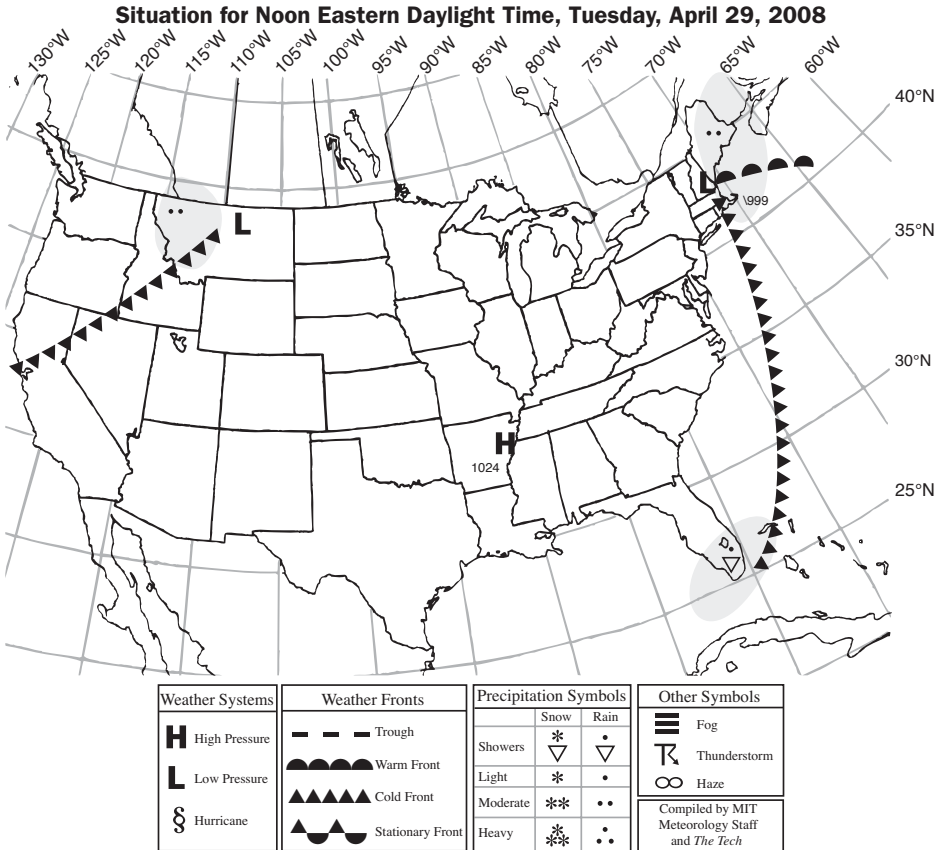 Situation for Noon Eastern Daylight Time, Tuesday, April 29, 2008
130°W 125°W 120°W 115°W 110°W 105°W 100°W 95°W 90°W 85°W 80°W 75°W 70°W 65°W 60°W
40°N
L
\999
L
35°N
30°N
H
1024
25°N
Weather Systems
H High Pressure
L Low Pressure
§ Hurricane
Weather Fronts
Trough
Warm Front
Cold Front
Stationary Front
Precipitation Symbols
Snow Rain
Showers
Light
Moderate
Heavy
Other Symbols
Fog
Thunderstorm
Haze
Compiled by MIT
Meteorology Staff
and The Tech